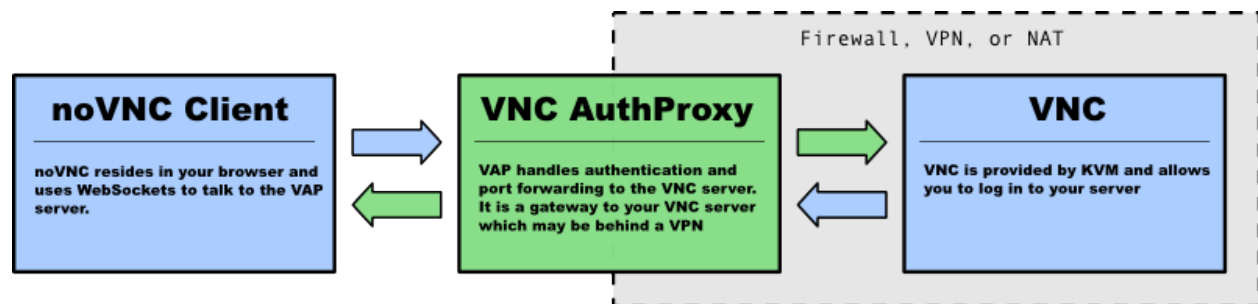 Firewall, VPN, or NAT
noVNC Client
noVNC resides in your browser and
uses WebSockets to talk to the VAP
server.
VNC AuthProxy
VAP handles authentication and
port forwarding to the VNC server.
It is a gateway to your VNC server
which may be behind a VPN
VNC
VNC is provided by KVM and allows
you to log in to your server